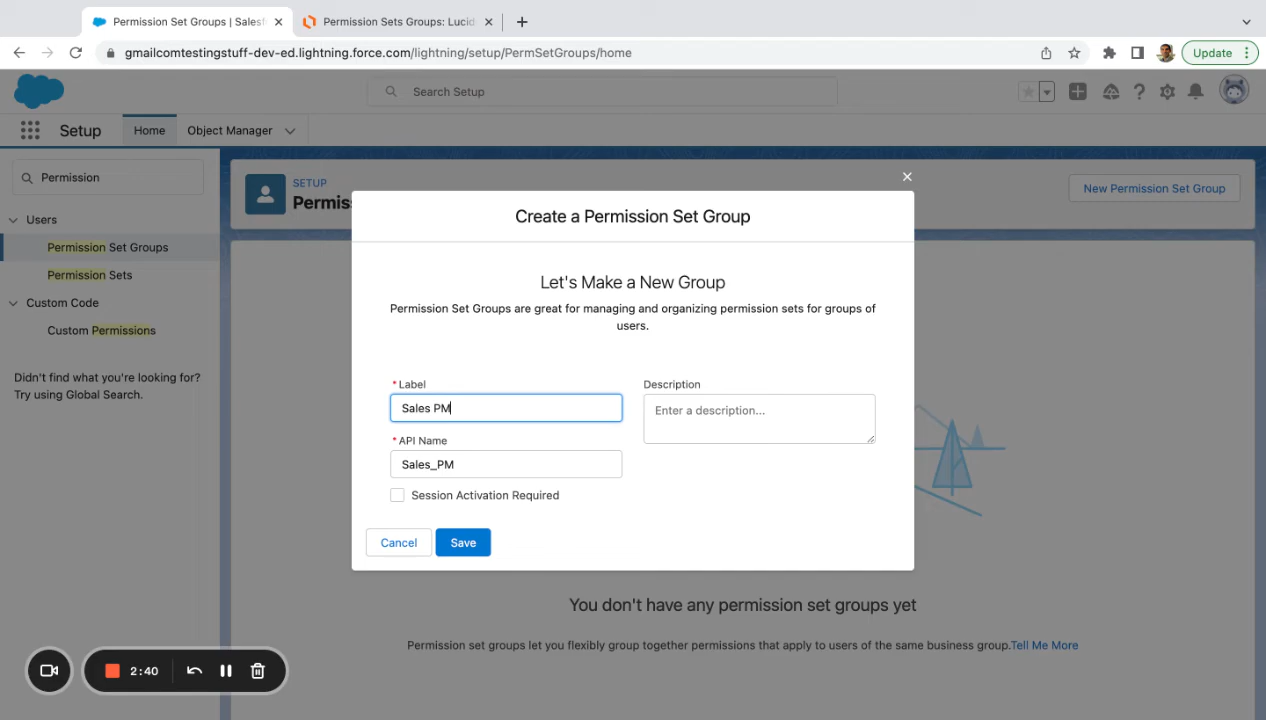 Permission Set Groups | Salesf
Permission Sets Groups: Lucid
gmailcomtestingstuff-dev-ed.lightning.force.com/lightning/setup/PermSetGroups/home
Update
Search Setup
Setup
Home
Object Manager
Permission
Users
Permission Set Groups
Permission Sets
Custom Code
Custom Permissions
Didn't find what you're looking for?
Try using Global Search.
SETUP
Permis
New Permission Set Group
Create a Permission Set Group
Let's Make a New Group
Permission Set Groups are great for managing and organizing permission sets for groups of
users.
*Label
Sales PM
Description
Enter a description...
*API Name
Sales_PM
Session Activation Required
Cancel
Save
You don't have any permission set groups yet
Permission set groups let you flexibly group together permissions that apply to users of the same business group.Tell Me More
2:40